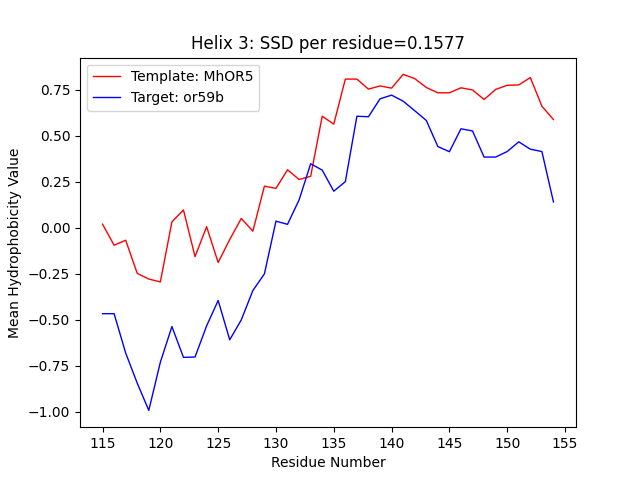 Helix 3: SSD per residue=0.1577
Template: MhOR5
Target: or59b
Mean Hydrophobicity Value
0.75
0.50
0.25
0.00
−0.25
−0.50
−0.75
−1.00
115 120 125 130 135 140 145 150 155
Residue Number